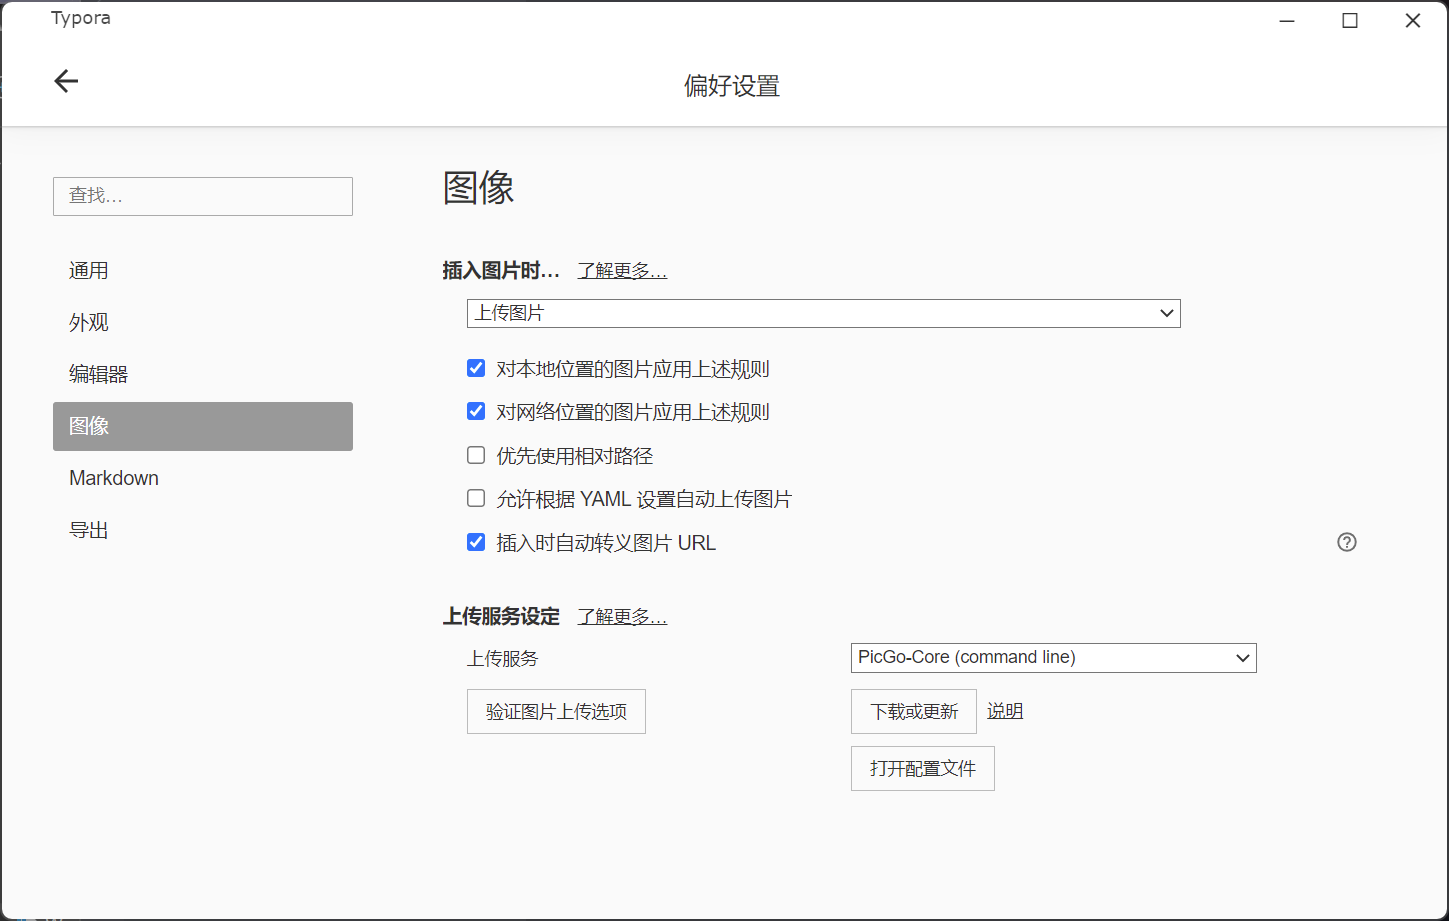 Typora
偏好设置
查找...
通用
外观
编辑器
图像
Markdown
导出
图像
插入图片时... 了解更多...
上传图片
对本地位置的图片应用上述规则
对网络位置的图片应用上述规则
优先使用相对路径
允许根据 YAML 设置自动上传图片
插入时自动转义图片 URL
上传服务设定 了解更多...
上传服务 PicGo-Core (command line)
验证图片上传选项 下载或更新 说明
打开配置文件